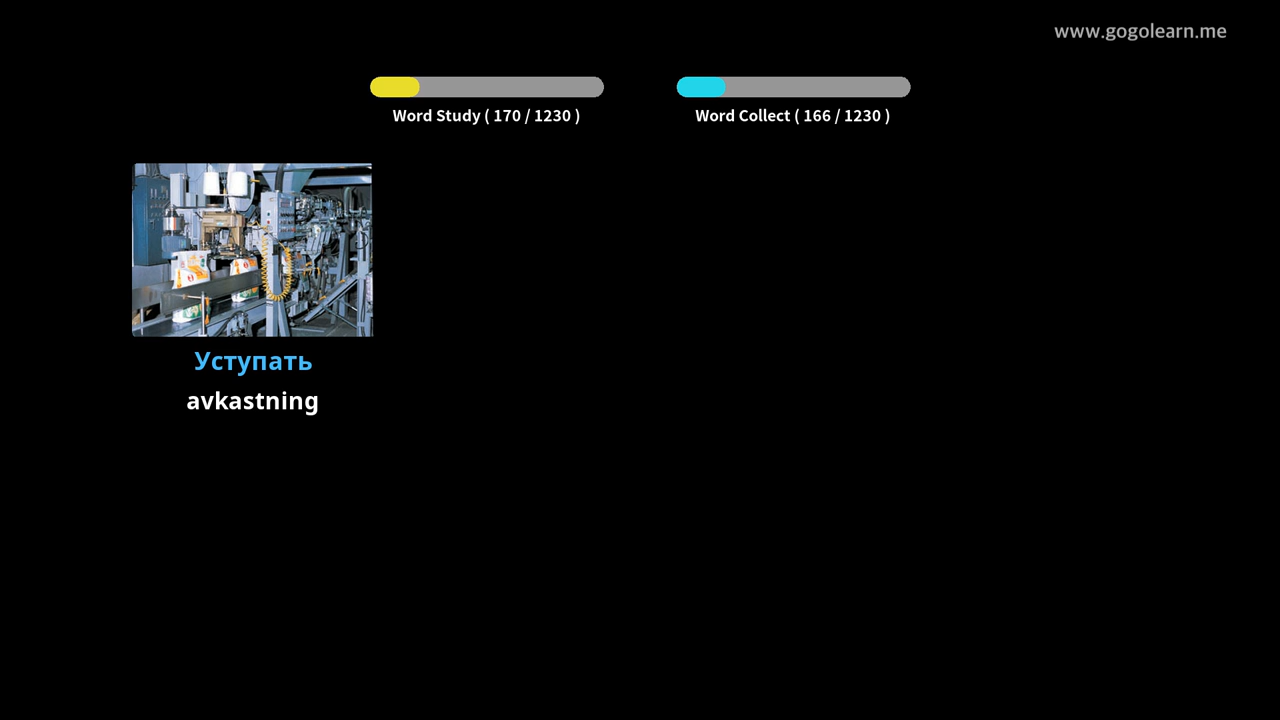 www.gogolearn.me
Word Study ( 170 / 1230 )
Word Collect ( 166 / 1230 )
Уступать
avkastning